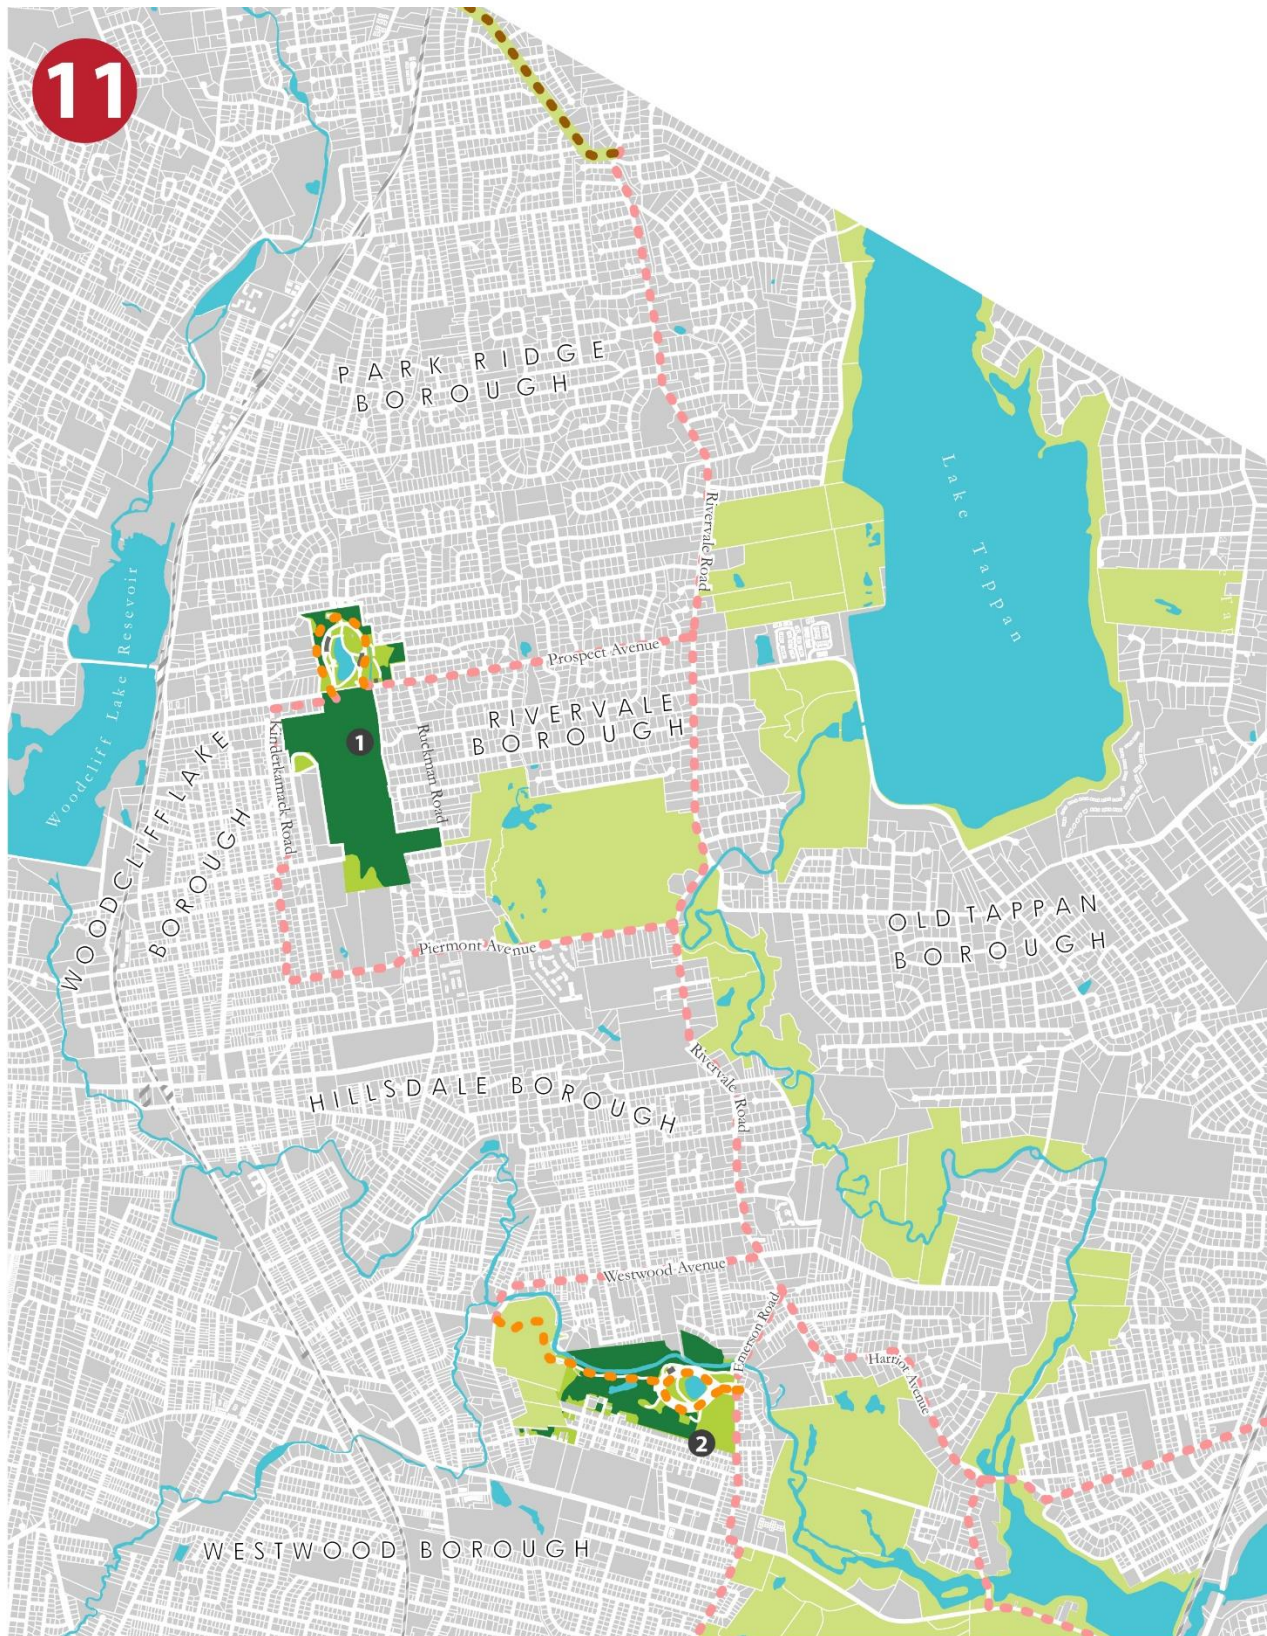 11
PARK RIDGE
BOROUGH
Lake Tappan
Rivervale Road
Woodcliff Lake Resevoir
Prospect Avenue
RIVERVALE
BOROUGH
1
Kinderkamack Road
Ruckman Road
WOODCLIFF LAKE
BOROUGH
OLD TAPPAN
BOROUGH
Piermont Avenue
HILLSDALE BOROUGH
Rivervale Road
Westwood Avenue
Emerson Road
Harriot Avenue
2
WESTWOOD BOROUGH